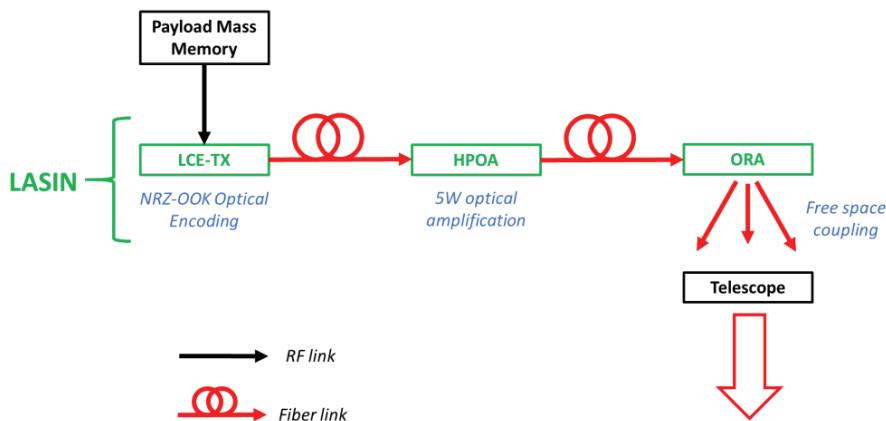 Payload Mass
Memory
LASIN
LCE-TX
HPOA
ORA
NRZ-OOK Optical
Encoding
5W optical
amplification
Free space
coupling
Telescope
RF link
Fiber link